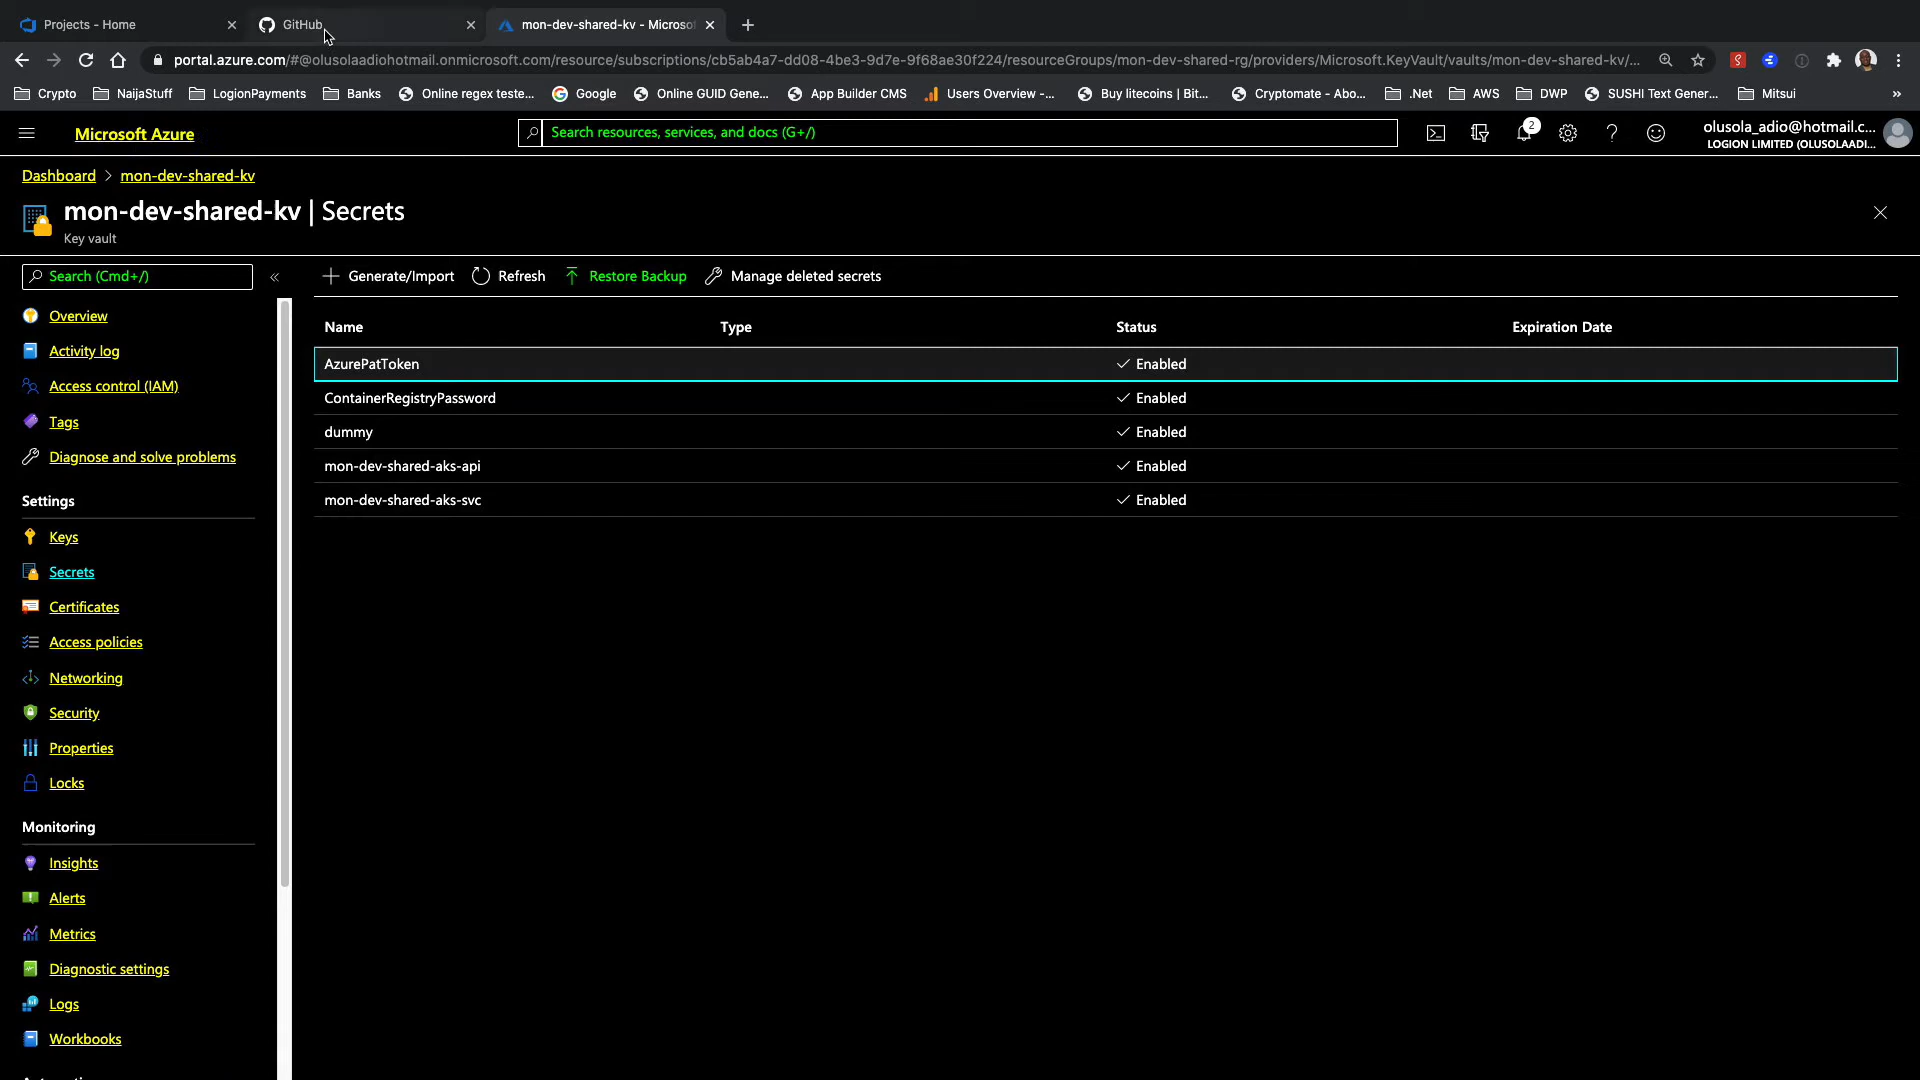 Projects - Home
GitHub
mon-dev-shared-kv - Microso
portal.azure.com/#@olusolaadiohotmail.onmicrosoft.com/resource/subscriptions/cb5ab4a7-dd08-4be3-9d7e-9f68ae30f224/resourceGroups/mon-dev-shared-rg/providers/Microsoft.KeyVault/vaults/mon-dev-shared-kv/...
Crypto NaijaStuff LogionPayments Banks Online regex teste... Google Online GUID Gene... App Builder CMS Users Overview -... Buy litecoins | Bit... Cryptomate - Abo... .Net AWS DWP SUSHI Text Gener... Mitsui »
Microsoft Azure
Search resources, services, and docs (G+/)
2
olusola_adio@hotmail.c...
LOGION LIMITED (OLUSOLAADI...
Dashboard > mon-dev-shared-kv
mon-dev-shared-kv | Secrets
Key vault
Search (Cmd+/)
«
Generate/Import Refresh Restore Backup Manage deleted secrets
Overview
Activity log
Access control (IAM)
Tags
Diagnose and solve problems
Settings
Keys
Secrets
Certificates
Access policies
Networking
Security
Properties
Locks
Monitoring
Insights
Alerts
Metrics
Diagnostic settings
Logs
Workbooks
Name Type Status Expiration Date
AzurePatToken Enabled
ContainerRegistryPassword Enabled
dummy Enabled
mon-dev-shared-aks-api Enabled
mon-dev-shared-aks-svc Enabled